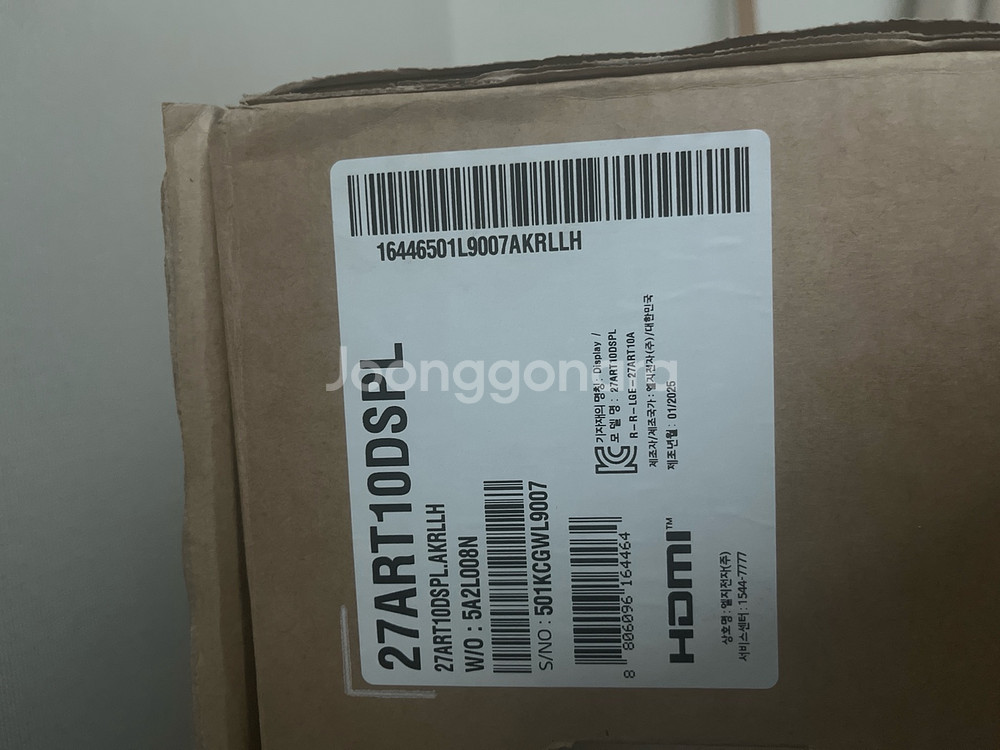 16446501L9007AKRLLH
27ART10DSPL
27ART10DSPL.AKRLLH
W/O : 5A2L008N
S/NO : 501KCGWL9007
8 806096 164464
기자재의 명칭 : Display /
모 델 명 : 27ART10DSPL
R-R-LGE-27ART10A
제조자/제조국가 : 엘지전자(주)/대한민국
제조년월 : 01/2025
HDMI™
상호명 : 엘지전자(주)
서비스센터 : 1544-7777
Joonggonara